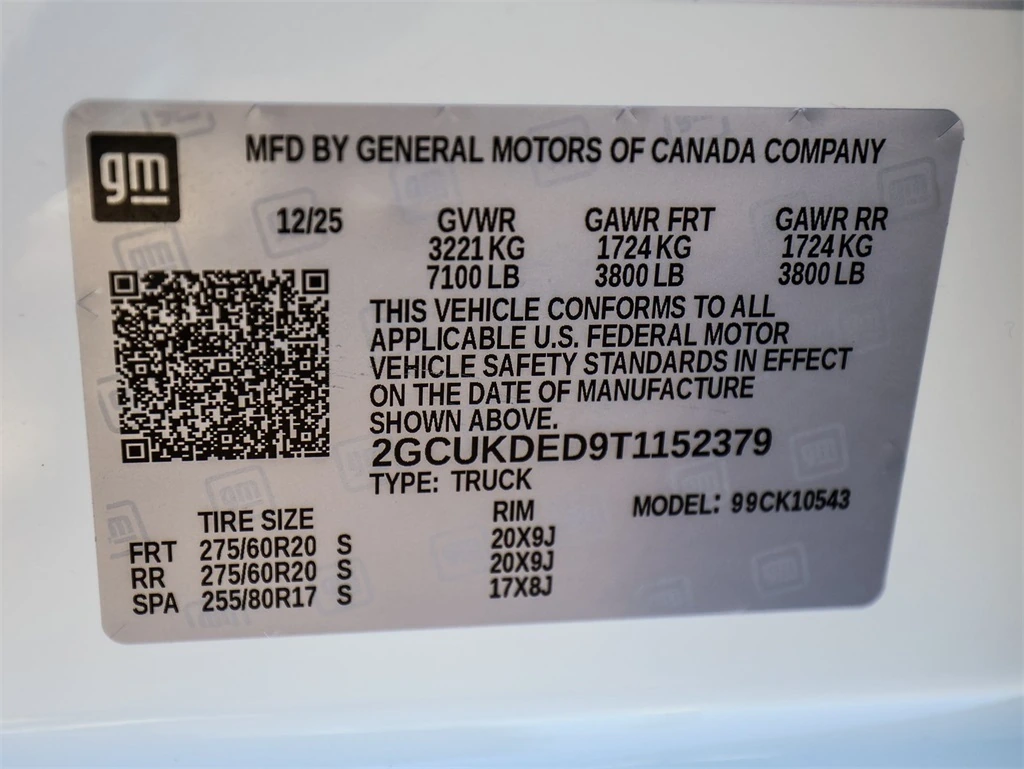 gm
MFD BY GENERAL MOTORS OF CANADA COMPANY
12/25 GVWR GAWR FRT GAWR RR
3221 KG 1724 KG 1724 KG
7100 LB 3800 LB 3800 LB
THIS VEHICLE CONFORMS TO ALL
APPLICABLE U.S. FEDERAL MOTOR
VEHICLE SAFETY STANDARDS IN EFFECT
ON THE DATE OF MANUFACTURE
SHOWN ABOVE.
2GCUKDED9T1152379
TYPE: TRUCK
TIRE SIZE RIM MODEL: 99CK10543
FRT 275/60R20 S 20X9J
RR 275/60R20 S 20X9J
SPA 255/80R17 S 17X8J